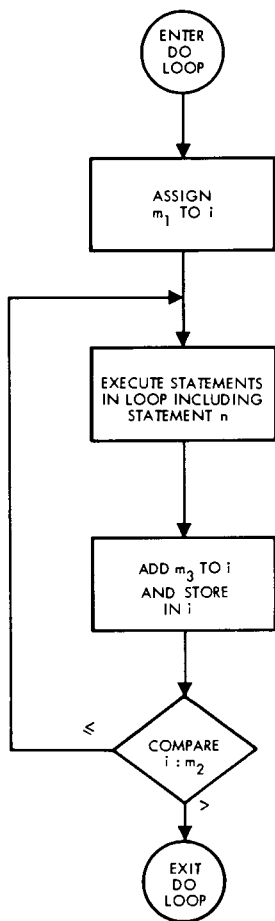 ENTER
DO
LOOP
ASSIGN
m₁ TO i
EXECUTE STATEMENTS
IN LOOP INCLUDING
STATEMENT n
ADD m₃ TO i
AND STORE
IN i
≤
COMPARE
i : m₂
>
EXIT
DO
LOOP